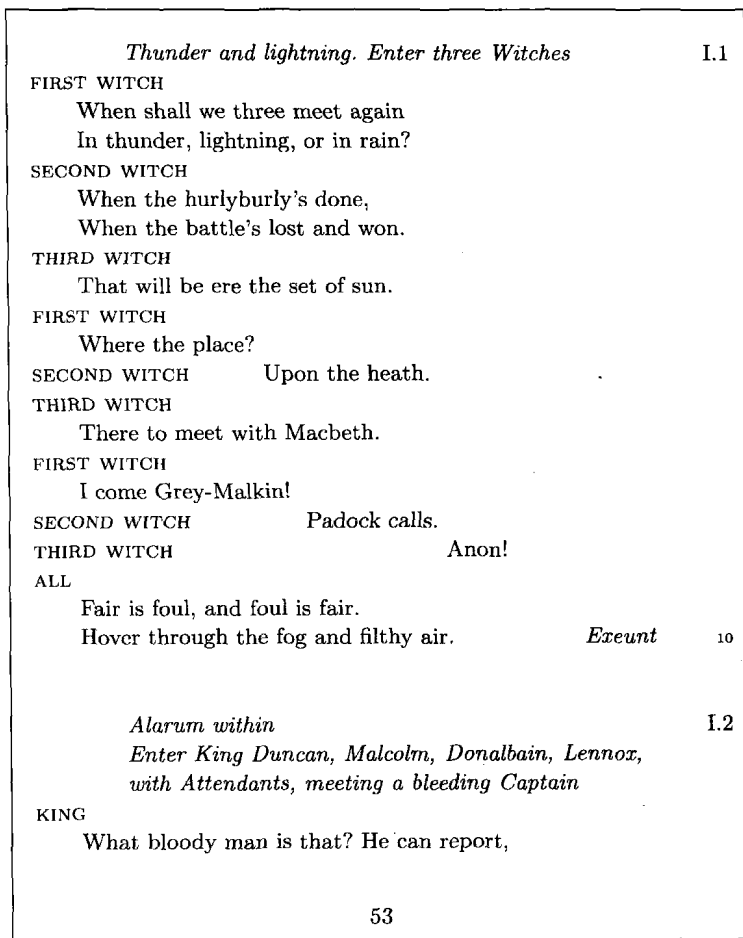 Thunder and lightning. Enter three Witches I.1
FIRST WITCH
When shall we three meet again
In thunder, lightning, or in rain?
SECOND WITCH
When the hurlyburly's done,
When the battle's lost and won.
THIRD WITCH
That will be ere the set of sun.
FIRST WITCH
Where the place?
SECOND WITCH Upon the heath.
THIRD WITCH
There to meet with Macbeth.
FIRST WITCH
I come Grey-Malkin!
SECOND WITCH Padock calls.
THIRD WITCH Anon!
ALL
Fair is foul, and foul is fair.
Hover through the fog and filthy air. Exeunt 10
Alarum within I.2
Enter King Duncan, Malcolm, Donalbain, Lennox,
with Attendants, meeting a bleeding Captain
KING
What bloody man is that? He can report,
53